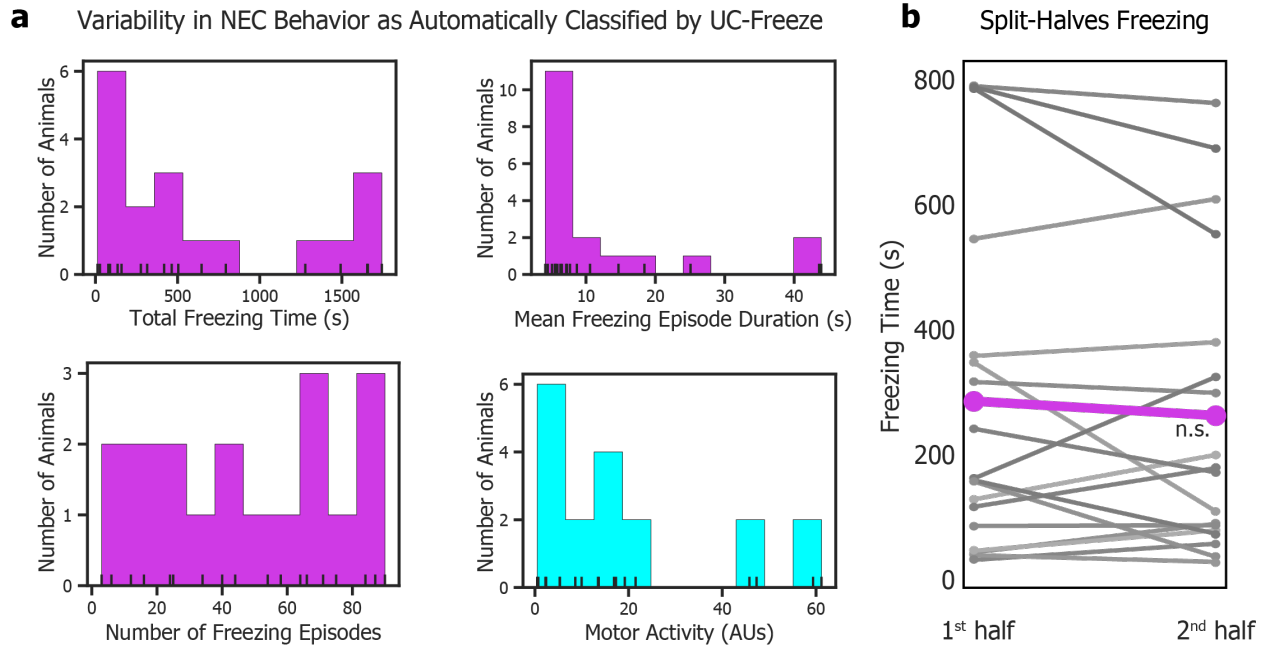 a Variability in NEC Behavior as Automatically Classified by UC-Freeze
Number of Animals
6
4
2
0
0 500 1000 1500
Total Freezing Time (s)
Number of Animals
10
8
6
4
2
0
10 20 30 40
Mean Freezing Episode Duration (s)
Number of Animals
3
2
1
0
0 20 40 60 80
Number of Freezing Episodes
Number of Animals
6
4
2
0
0 20 40 60
Motor Activity (AUs)
b Split-Halves Freezing
Freezing Time (s)
800
600
400
200
0
n.s.
1st half 2nd half